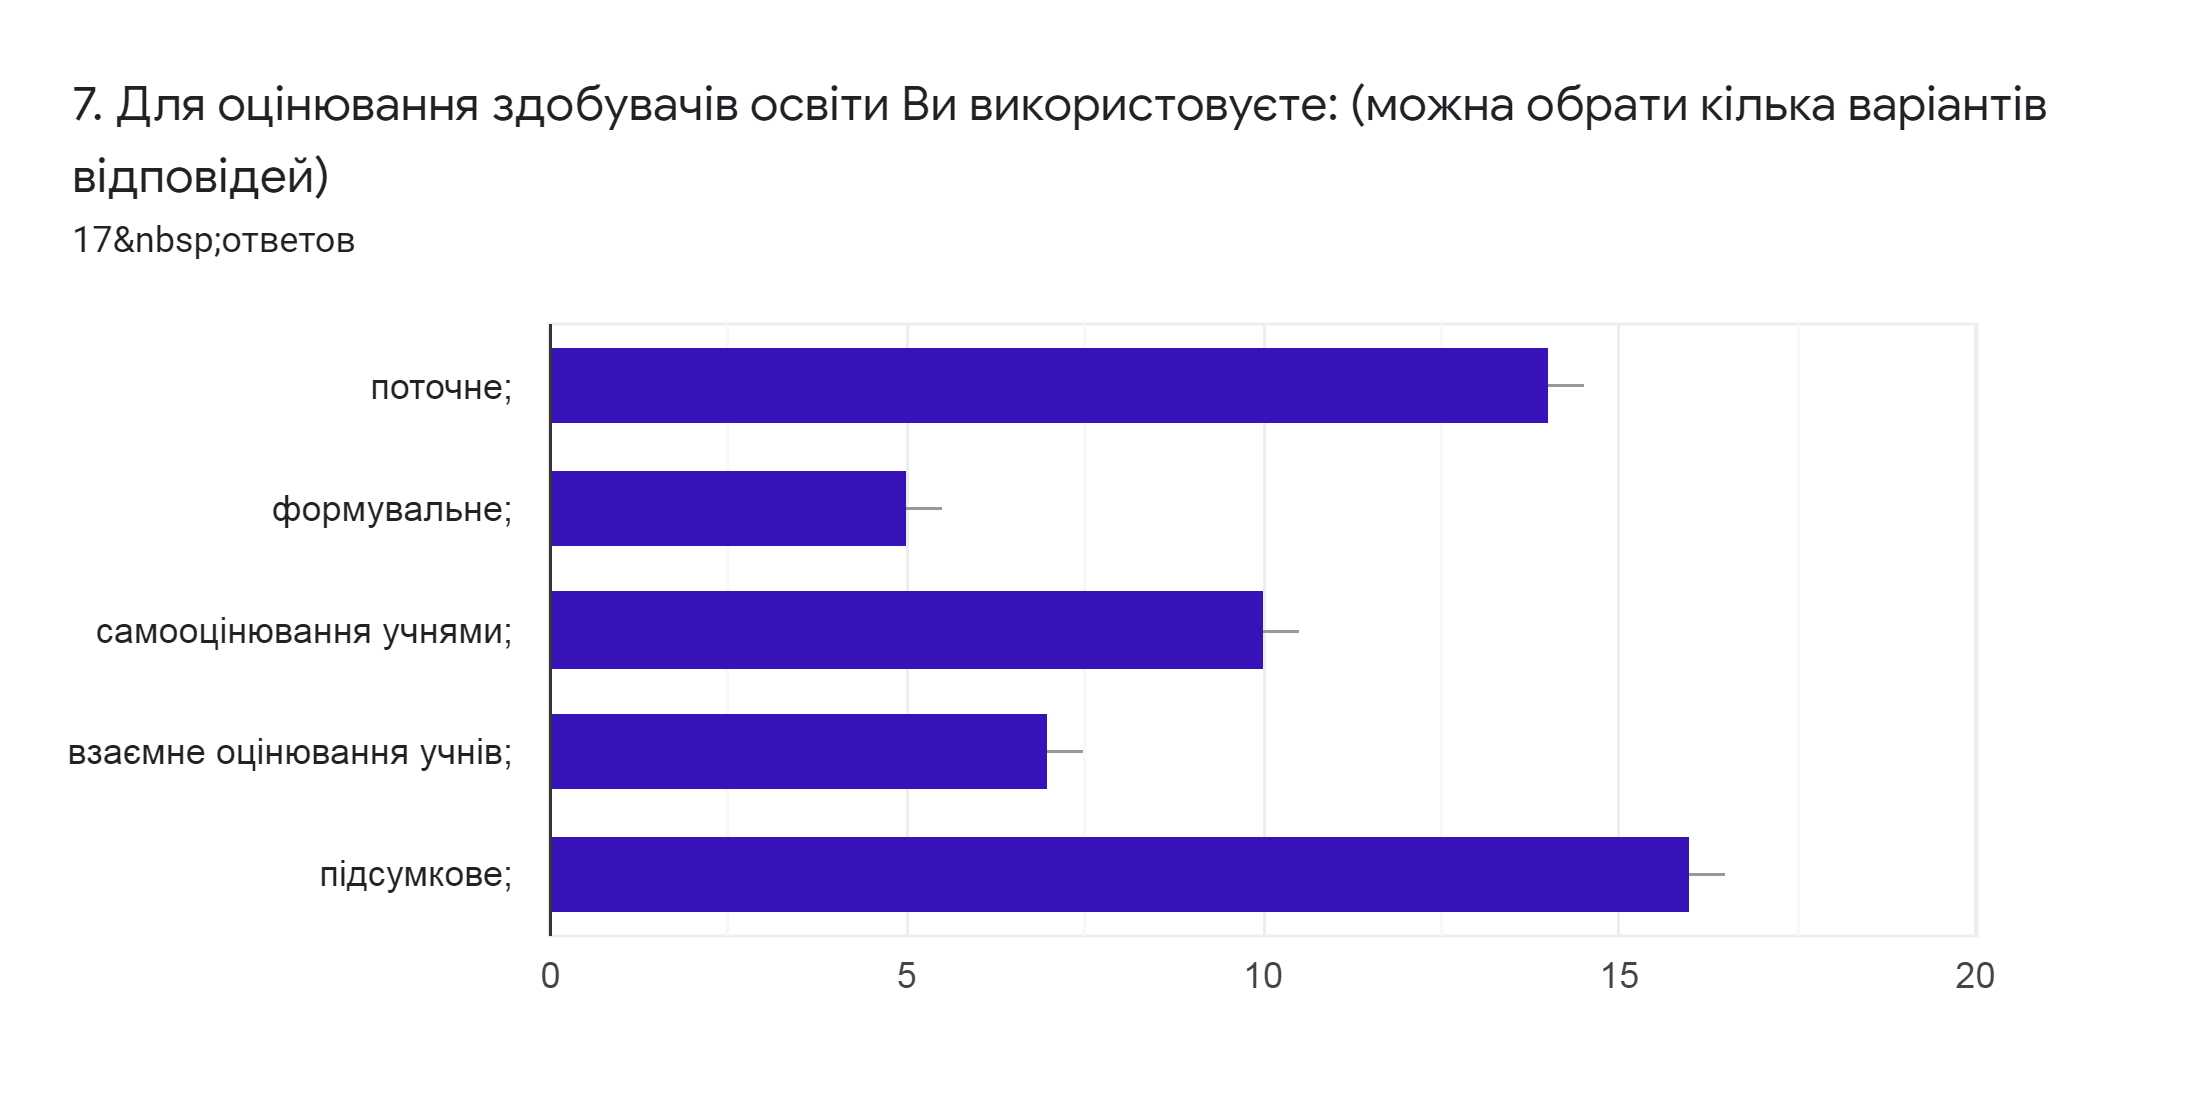 7. Для оцінювання здобувачів освіти Ви використовуєте: (можна обрати кілька варіантів
відповідей)
17&nbsp;ответов
поточне;
формувальне;
самооцінювання учнями;
взаємне оцінювання учнів;
підсумкове;
0 5 10 15 20